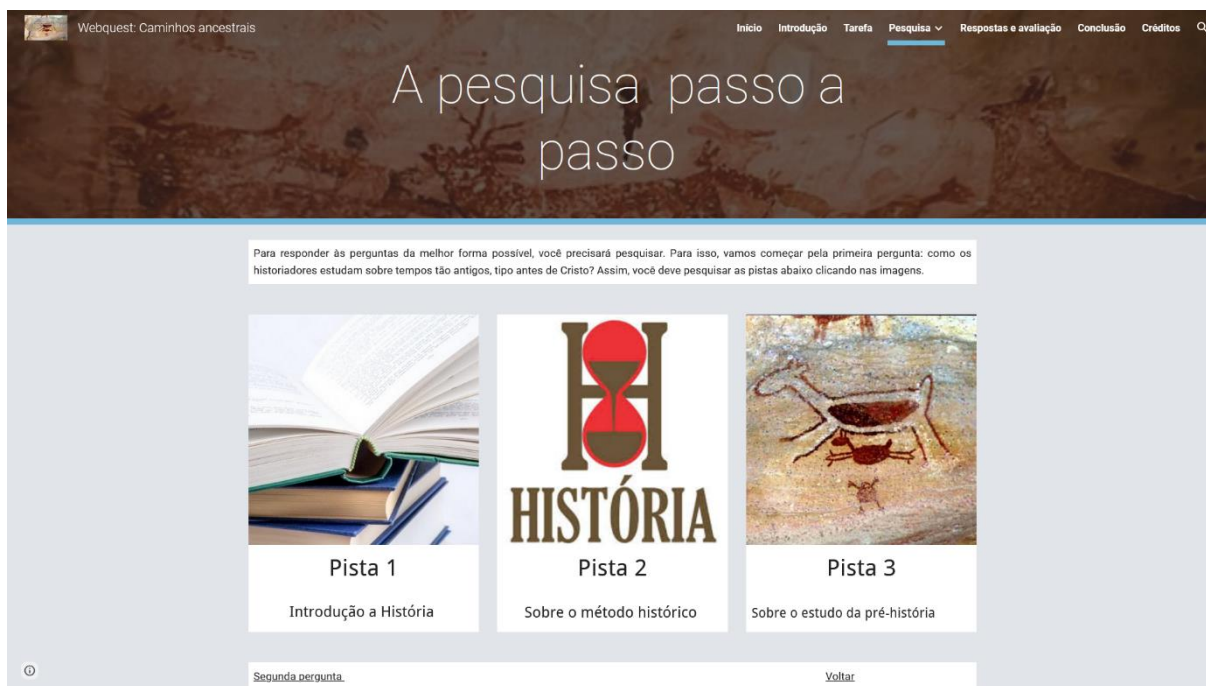 Webquest: Caminhos ancestrais
Início Introdução Tarefa Pesquisa Respostas e avaliação Conclusão Créditos
A pesquisa passo a
passo
Para responder às perguntas da melhor forma possível, você precisará pesquisar. Para isso, vamos começar pela primeira pergunta: como os
historiadores estudam sobre tempos tão antigos, tipo antes de Cristo? Assim, você deve pesquisar as pistas abaixo clicando nas imagens.
H
HISTÓRIA
Pista 1
Introdução a História
Pista 2
Sobre o método histórico
Pista 3
Sobre o estudo da pré-história
Segunda pergunta
Voltar